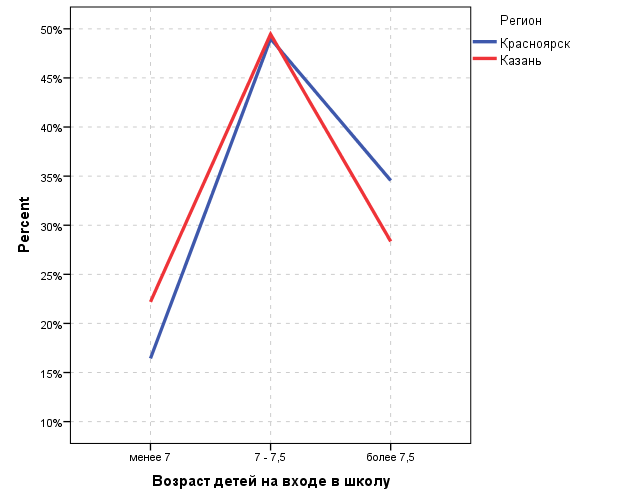 Регион
Красноярск
Казань
50%
45%
40%
35%
30%
25%
20%
15%
10%
Percent
менее 7
7 - 7,5
более 7,5
Возраст детей на входе в школу